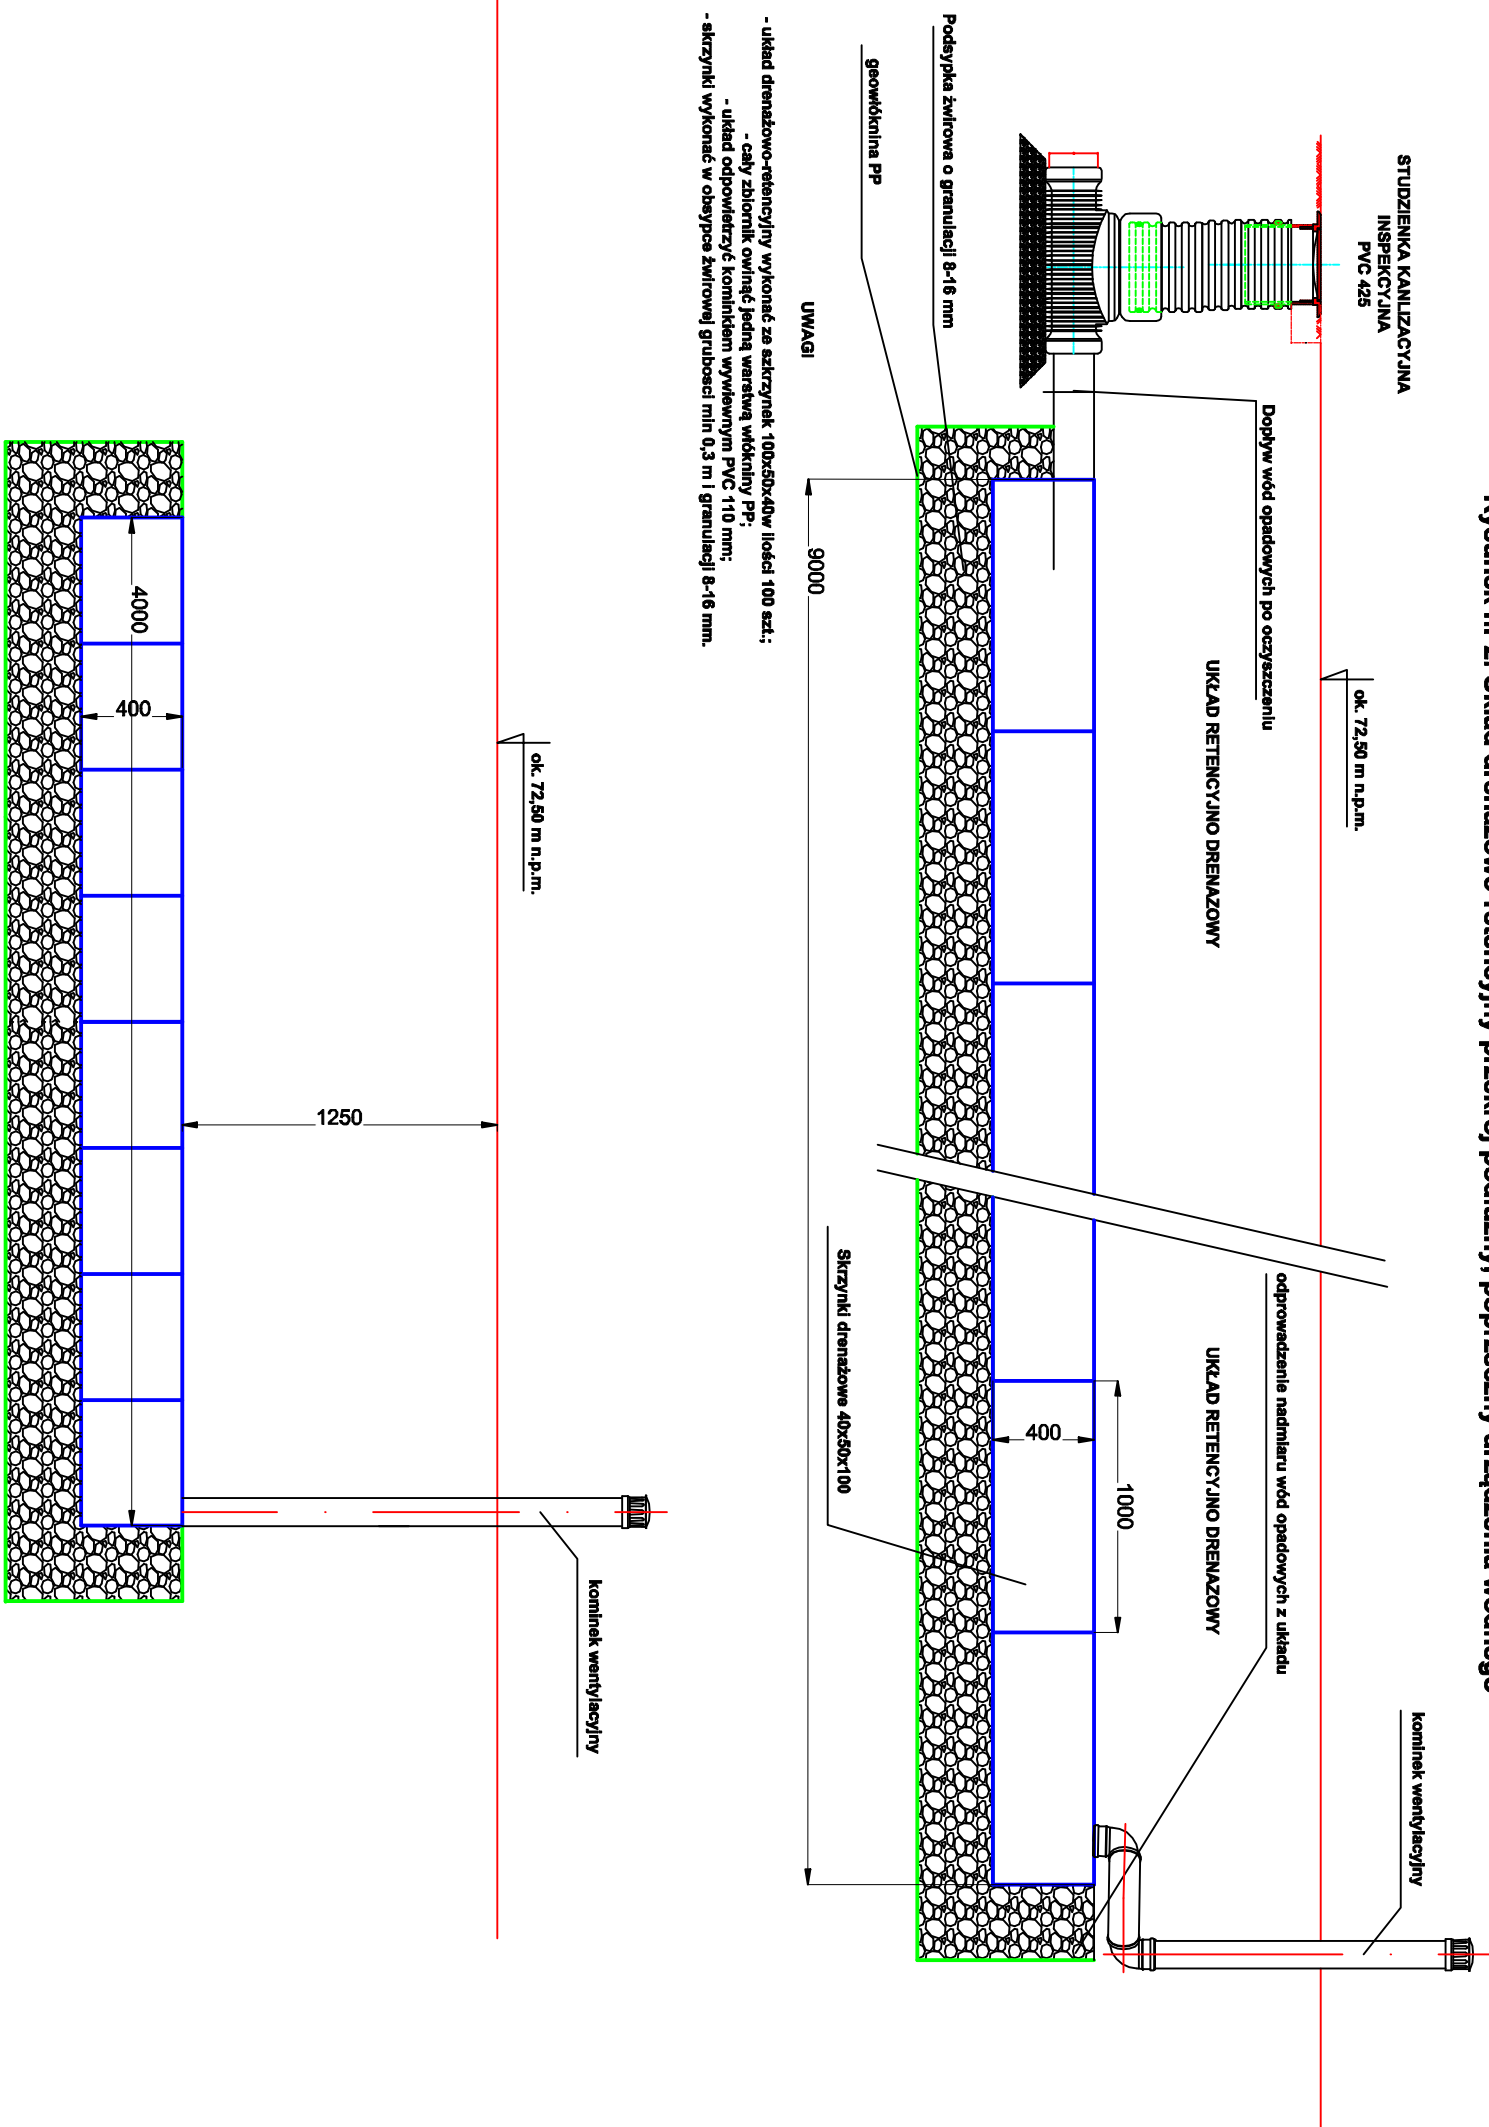 STUDZIENKA KANLIZACYJNA
INSPEKCYJNA
PVC 425
kominek wentylacyjny
ok. 72,50 m n.p.m.
Dopływ wód opadowych po oczyszczeniu
odprowadzenie nadmiaru wód opadowych z układu
UKŁAD RETENCYJNO DRENAZOWY
UKŁAD RETENCYJNO DRENAZOWY
1000
400
Podsypka żwirowa o granulacji 8-16 mm
geowłóknina PP
Skrzynki drenażowe 40x50x100
9000
UWAGI
- układ drenażowo-retencyjny wykonać ze szkrzynek 100x50x40w ilości 100 szt.;
- cały zbiornik owinąć jedną warstwą włókniny PP;
- układ odpowietrzyć kominkiem wywiewnym PVC 110 mm;
- skrzynki wykonać w obsypce żwirowej grubosci min 0,3 m i granulacji 8-16 mm.
kominek wentylacyjny
ok. 72,50 m n.p.m.
1250
4000
400